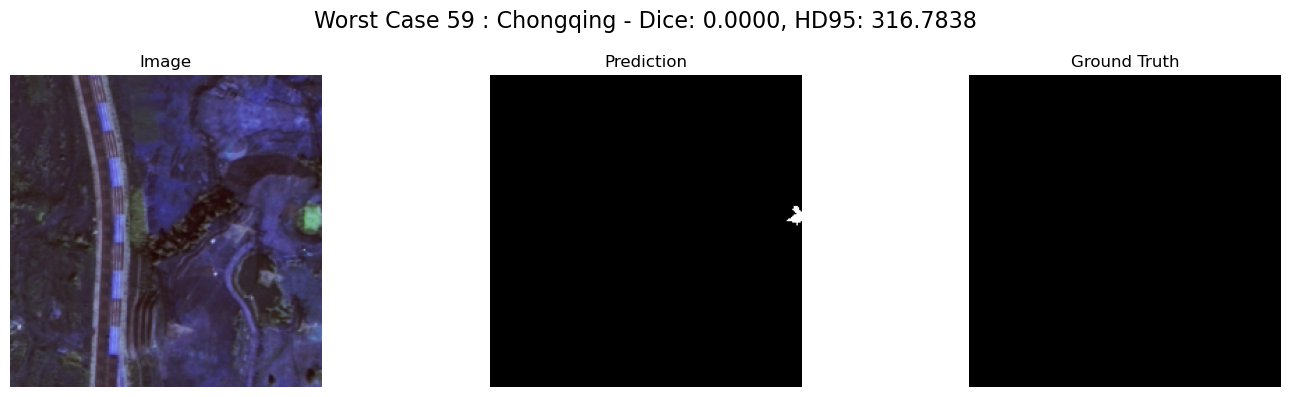 Worst Case 59 : Chongqing - Dice: 0.0000, HD95: 316.7838
Image
Prediction
Ground Truth